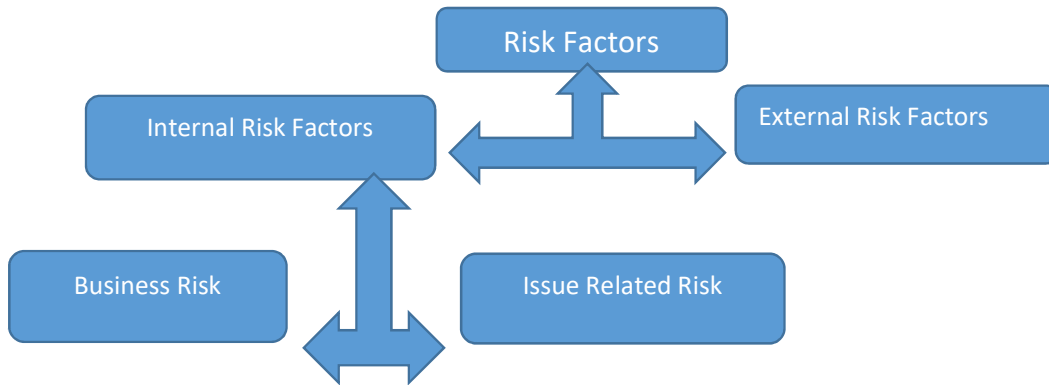 Risk Factors
Internal Risk Factors
External Risk Factors
Business Risk
Issue Related Risk